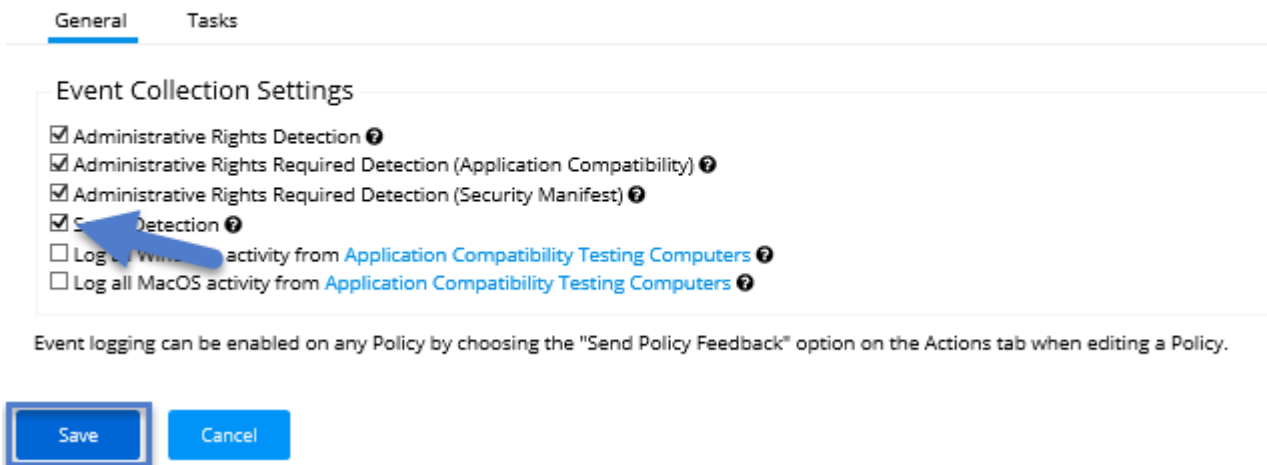 General Tasks
Event Collection Settings
Administrative Rights Detection
Administrative Rights Required Detection (Application Compatibility)
Administrative Rights Required Detection (Security Manifest)
Detection
Log activity from Application Compatibility Testing Computers
Log all MacOS activity from Application Compatibility Testing Computers
Event logging can be enabled on any Policy by choosing the "Send Policy Feedback" option on the Actions tab when editing a Policy.
Save Cancel